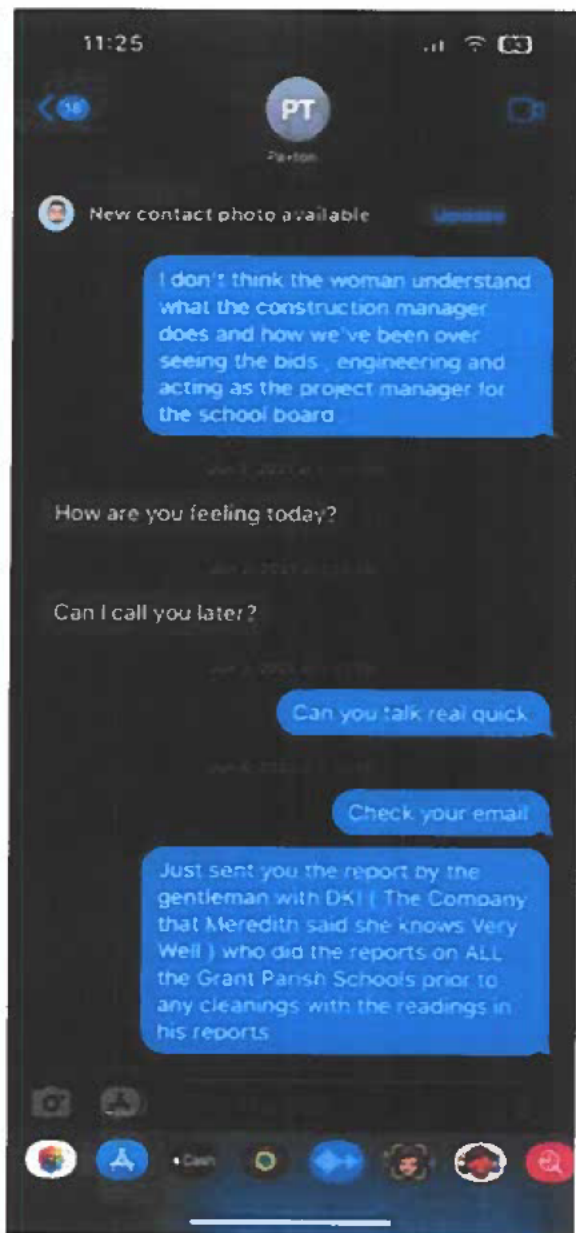 11:25
PT
Paxton
New contact photo available
Update
I don't think the woman understand
what the construction manager
does and how we've been over
seeing the bids , engineering and
acting as the project manager for
the school board
How are you feeling today?
Can I call you later?
Can you talk real quick
Check your email
Just sent you the report by the
gentleman with DKI ( The Company
that Meredith said she knows Very
Well ) who did the reports on ALL
the Grant Parish Schools prior to
any cleanings with the readings in
his reports
Cash